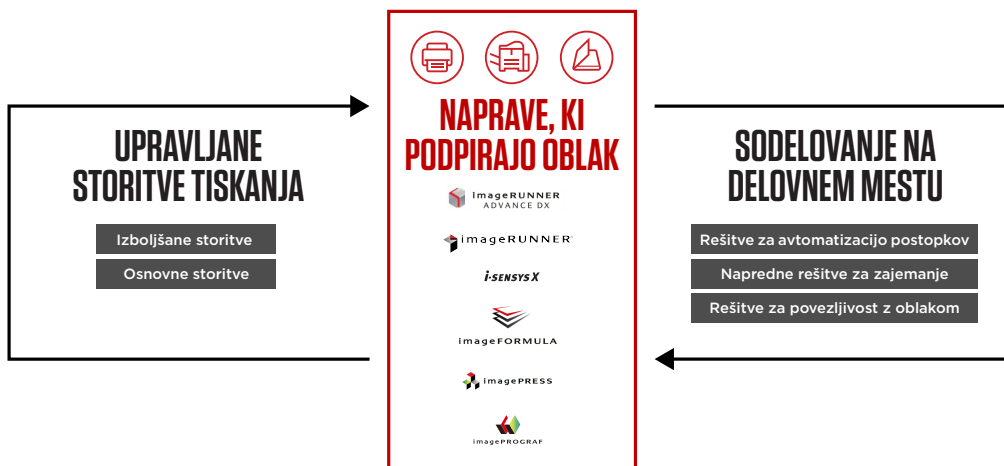 UPRAVLJANE
STORITVE TISKANJA
Izboljšane storitve
Osnovne storitve
NAPRAVE, KI
PODPIRAJO OBLAK
imageRUNNER
ADVANCE DX
imageRUNNER
i-SENSYS X
imageFORMULA
imagePRESS
imagePROGRAF
SODELOVANJE NA
DELOVNEM MESTU
Rešitve za avtomatizacijo postopkov
Napredne rešitve za zajemanje
Rešitve za povezljivost z oblakom